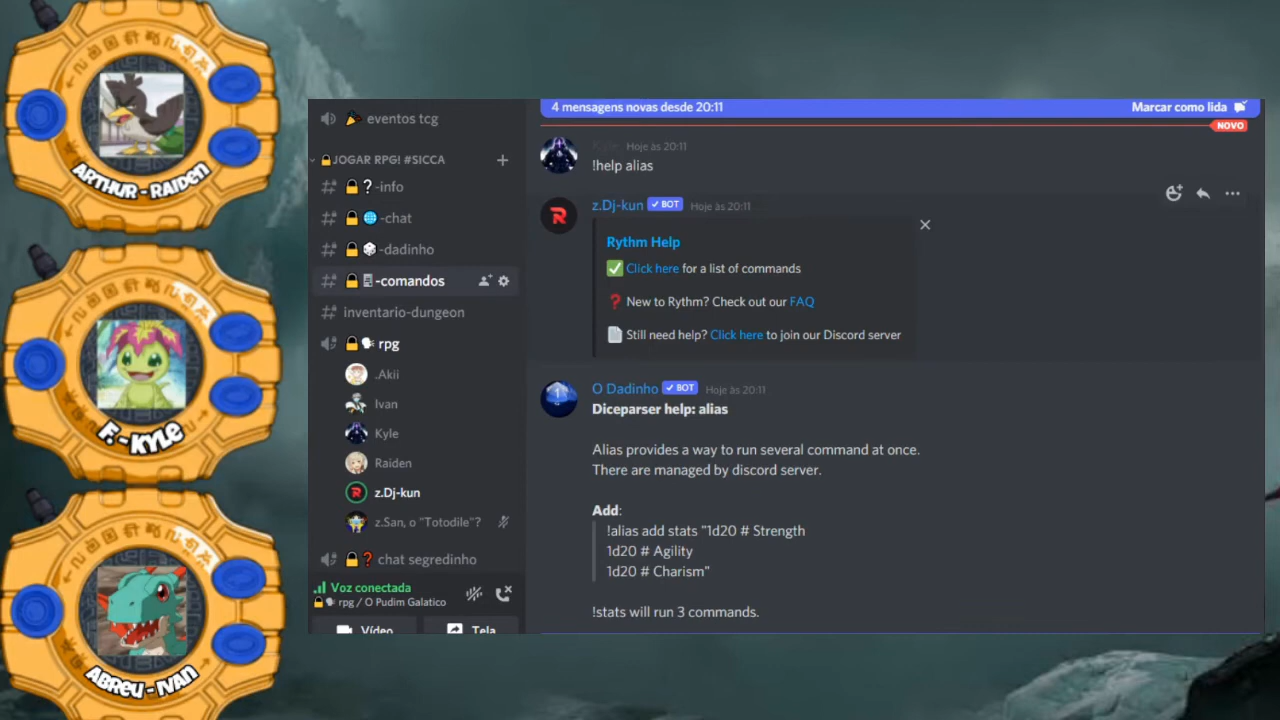 ARTHUR - RAIDEN
F. - KYLE
ABREU - IVAN
eventos tcg
JOGAR RPG! #SICCA
-info
-chat
-dadinho
-comandos
inventario-dungeon
rpg
.Akii
Ivan
Kyle
Raiden
z.Dj-kun
z.San, o "Totodile"?
chat segredinho
Voz conectada
rpg / O Pudim Galatico
Vídeo
Tela
4 mensagens novas desde 20:11
Marcar como lida
NOVO
Hoje às 20:11
!help alias
z.Dj-kun BOT Hoje às 20:11
Rythm Help
Click here for a list of commands
New to Rythm? Check out our FAQ
Still need help? Click here to join our Discord server
O Dadinho BOT Hoje às 20:11
Diceparser help: alias
Alias provides a way to run several command at once.
There are managed by discord server.
Add:
!alias add stats "1d20 # Strength
1d20 # Agility
1d20 # Charism"
!stats will run 3 commands.